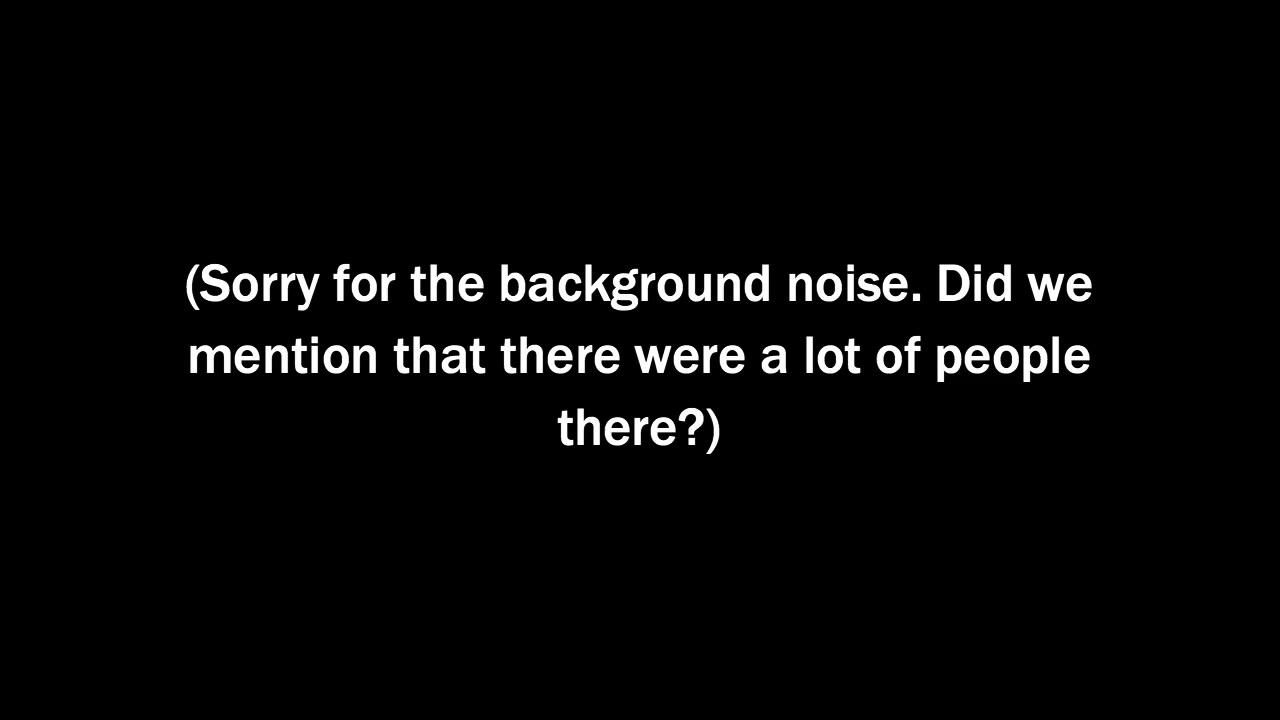 (Sorry for the background noise. Did we
mention that there were a lot of people
there?)